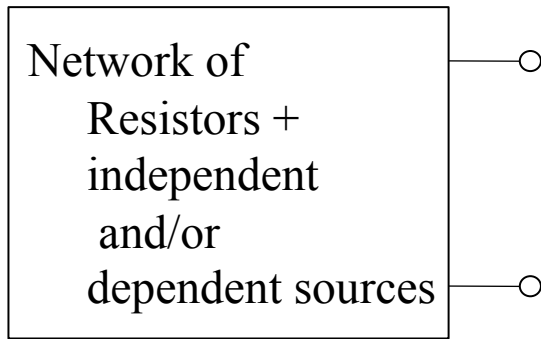 Network of
Resistors +
independent
and/or
dependent sources